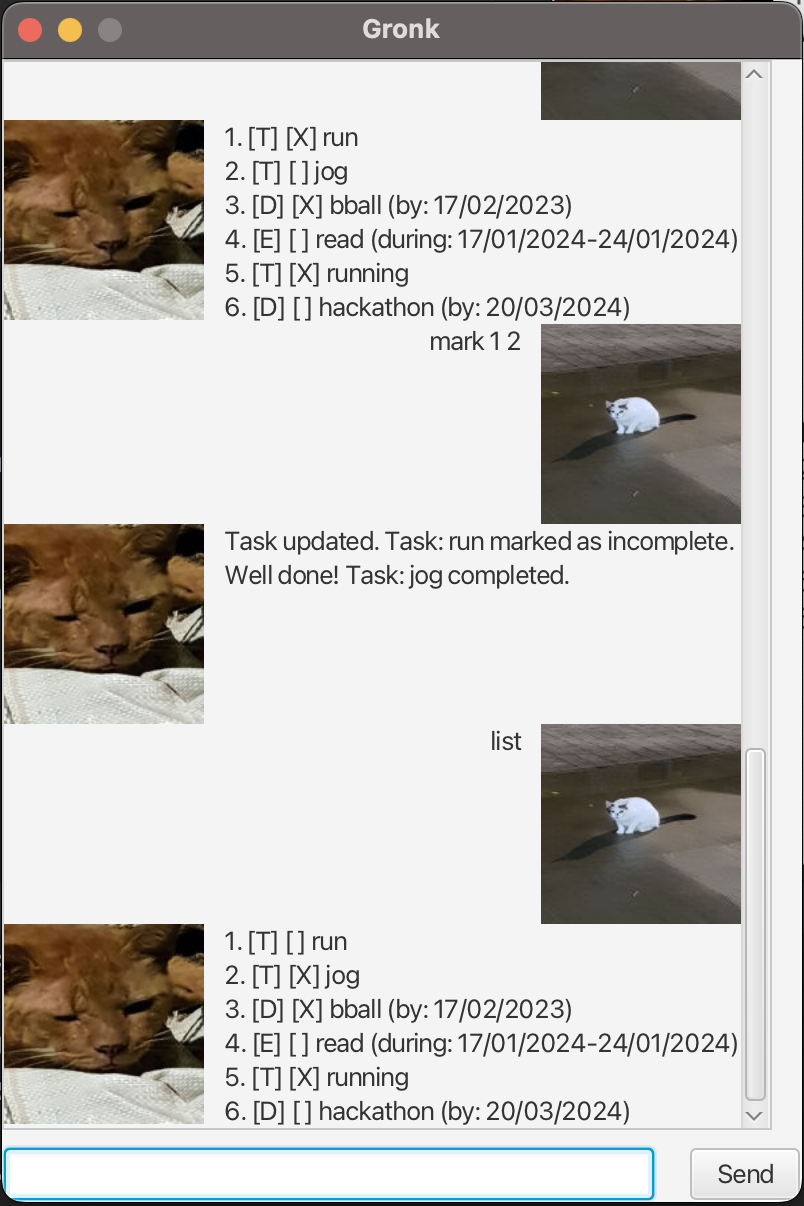 Gronk
1. [T] [X] run
2. [T] [ ] jog
3. [D] [X] bball (by: 17/02/2023)
4. [E] [ ] read (during: 17/01/2024-24/01/2024)
5. [T] [X] running
6. [D] [ ] hackathon (by: 20/03/2024)
mark 1 2
Task updated. Task: run marked as incomplete.
Well done! Task: jog completed.
list
1. [T] [ ] run
2. [T] [X] jog
3. [D] [X] bball (by: 17/02/2023)
4. [E] [ ] read (during: 17/01/2024-24/01/2024)
5. [T] [X] running
6. [D] [ ] hackathon (by: 20/03/2024)
Send